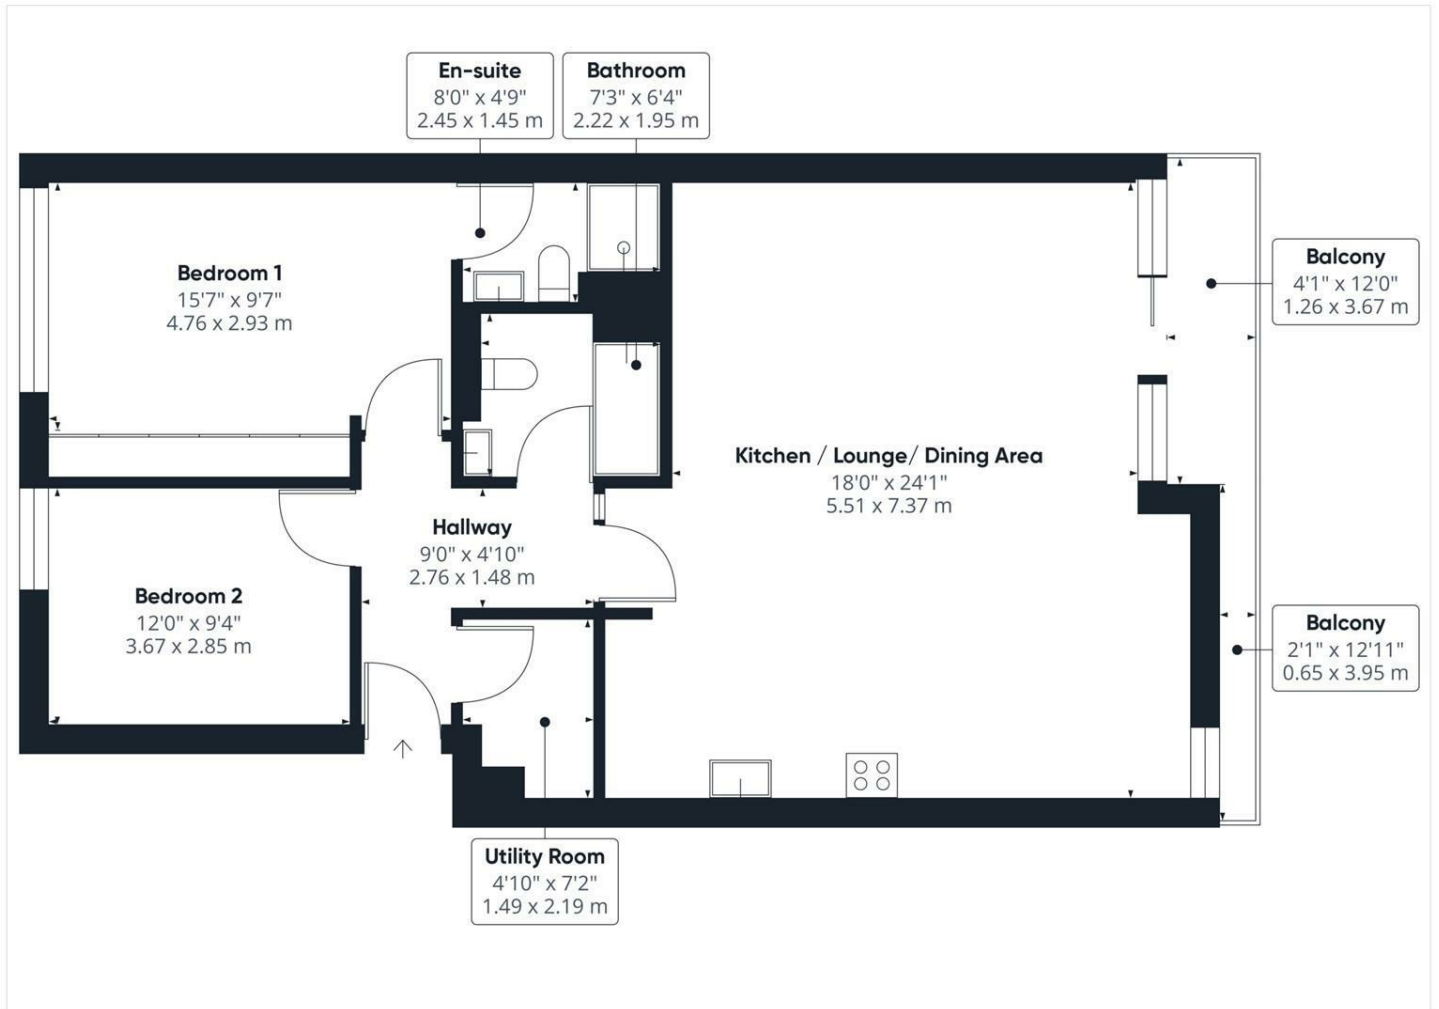 En-suite
8'0" x 4'9"
2.45 x 1.45 m
Bathroom
7'3" x 6'4"
2.22 x 1.95 m
Bedroom 1
15'7" x 9'7"
4.76 x 2.93 m
Balcony
4'1" x 12'0"
1.26 x 3.67 m
Kitchen / Lounge/ Dining Area
18'0" x 24'1"
5.51 x 7.37 m
Hallway
9'0" x 4'10"
2.76 x 1.48 m
Bedroom 2
12'0" x 9'4"
3.67 x 2.85 m
Balcony
2'1" x 12'11"
0.65 x 3.95 m
Utility Room
4'10" x 7'2"
1.49 x 2.19 m